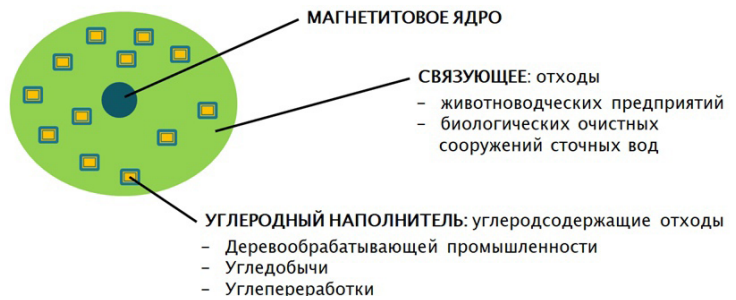 МАГНЕТИТОВОЕ ЯДРО
СВЯЗУЮЩЕЕ: отходы
– животноводческих предприятий
– биологических очистных
сооружений сточных вод
УГЛЕРОДНЫЙ НАПОЛНИТЕЛЬ: углеродсодержащие отходы
– Деревообрабатывающей промышленности
– Угледобычи
– Углепереработки